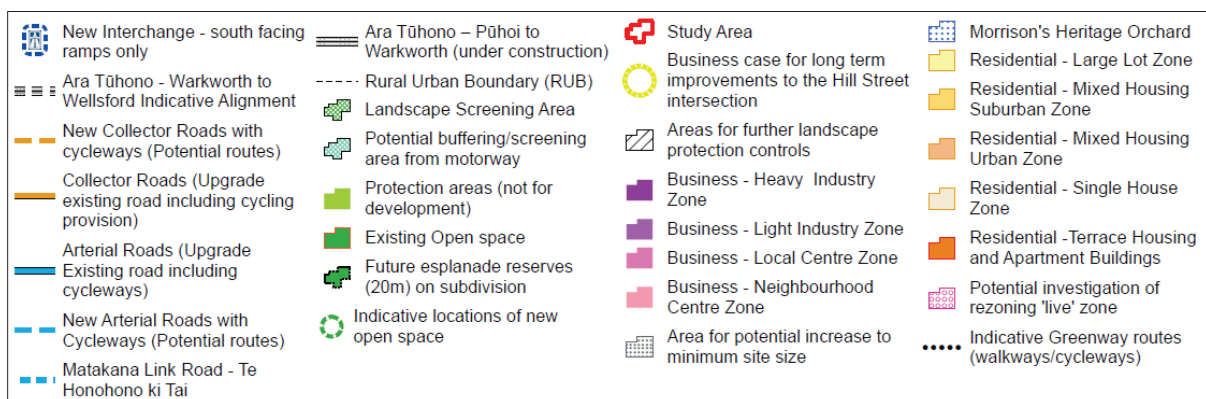 New Interchange - south facing
ramps only
Ara Tūhono - Warkworth to
Wellsford Indicative Alignment
New Collector Roads with
cycleways (Potential routes)
Collector Roads (Upgrade
existing road including cycling
provision)
Arterial Roads (Upgrade
Existing road including
cycleways)
New Arterial Roads with
Cycleways (Potential routes)
Matakana Link Road - Te
Honohono ki Tai
Ara Tūhono – Pūhoi to
Warkworth (under construction)
Rural Urban Boundary (RUB)
Landscape Screening Area
Potential buffering/screening
area from motorway
Protection areas (not for
development)
Existing Open space
Future esplanade reserves
(20m) on subdivision
Indicative locations of new
open space
Study Area
Business case for long term
improvements to the Hill Street
intersection
Areas for further landscape
protection controls
Business - Heavy Industry
Zone
Business - Light Industry Zone
Business - Local Centre Zone
Business - Neighbourhood
Centre Zone
Area for potential increase to
minimum site size
Morrison's Heritage Orchard
Residential - Large Lot Zone
Residential - Mixed Housing
Suburban Zone
Residential - Mixed Housing
Urban Zone
Residential - Single House
Zone
Residential -Terrace Housing
and Apartment Buildings
Potential investigation of
rezoning 'live' zone
Indicative Greenway routes
(walkways/cycleways)